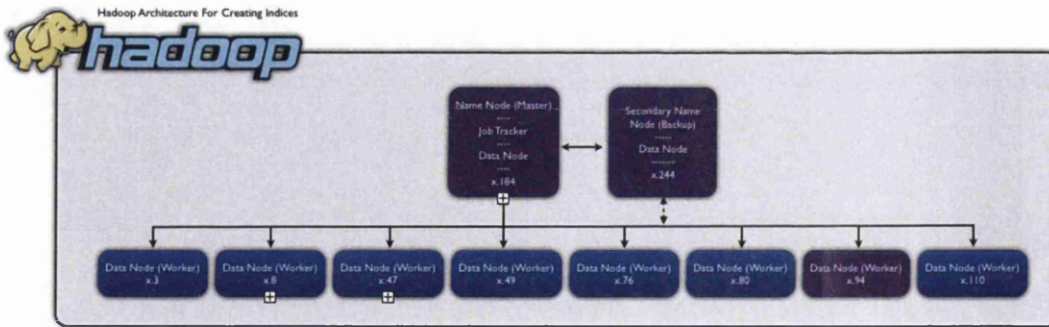 Hadoop Architecture For Creating Indices
hadoop
Name Node (Master)
----
Job Tracker
----
Data Node
----
x.184
Secondary Name
Node (Backup)
-----
Data Node
-------
x.244
Data Node (Worker)
x.3
Data Node (Worker)
x.8
Data Node (Worker)
x.47
Data Node (Worker)
x.49
Data Node (Worker)
x.76
Data Node (Worker)
x.80
Data Node (Worker)
x.94
Data Node (Worker)
x.110